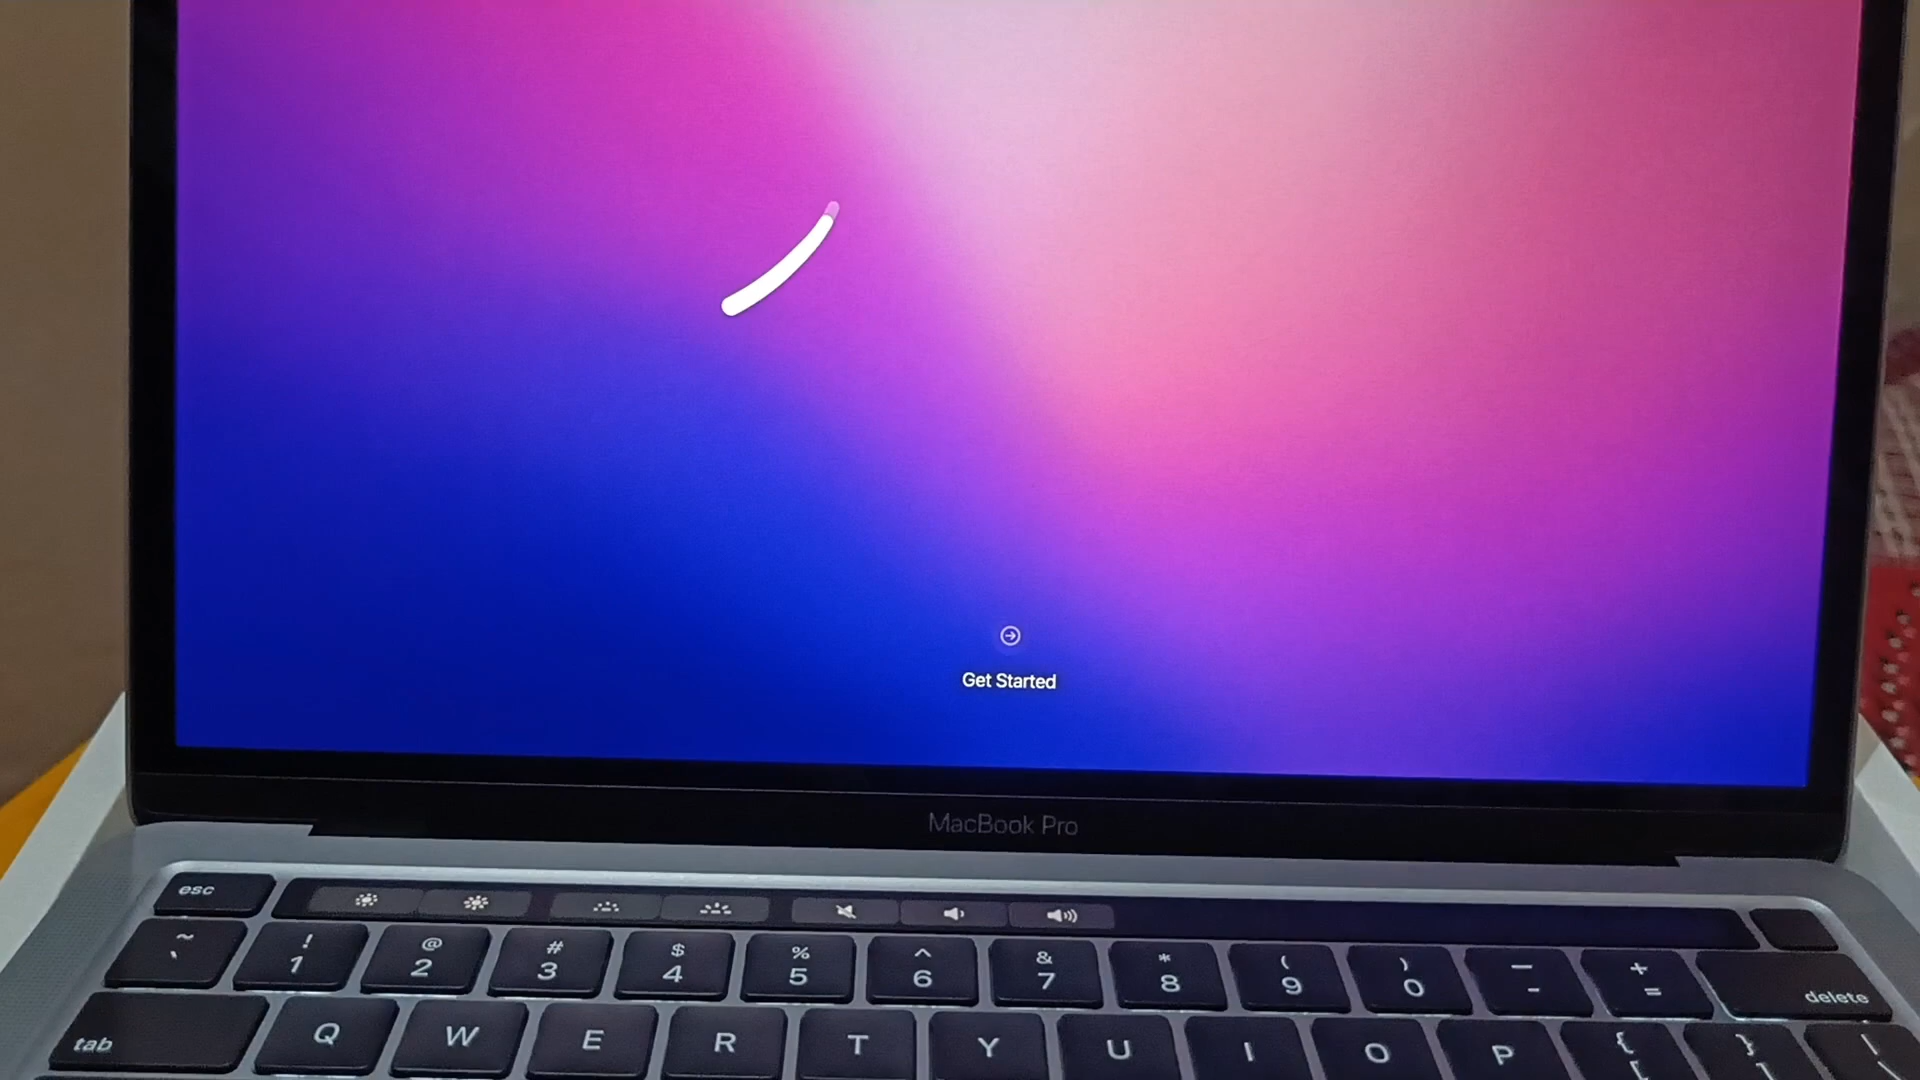 Get Started
MacBook Pro
esc
~ ! @ # $ % ^ & * ( ) — +
` 1 2 3 4 5 6 7 8 9 0 - =
delete
tab Q W E R T Y U I O P { } |
[ ]